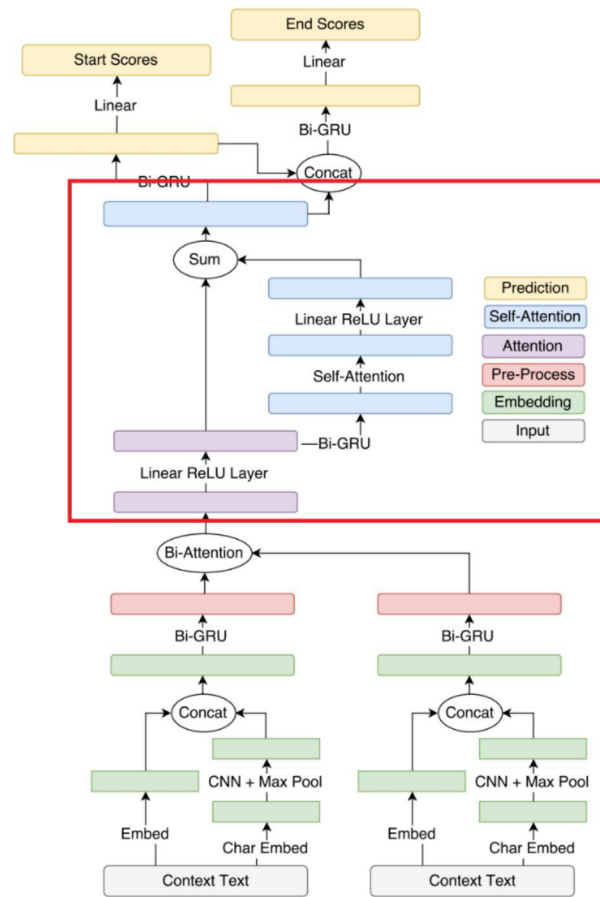 End Scores
Start Scores
Linear
Linear
Bi-GRU
Concat
Bi-GRU
Sum
Prediction
Self-Attention
Attention
Pre-Process
Embedding
Input
Linear ReLU Layer
Self-Attention
Bi-GRU
Linear ReLU Layer
Bi-Attention
Bi-GRU
Bi-GRU
Concat
Concat
CNN + Max Pool
CNN + Max Pool
Embed
Char Embed
Embed
Char Embed
Context Text
Context Text